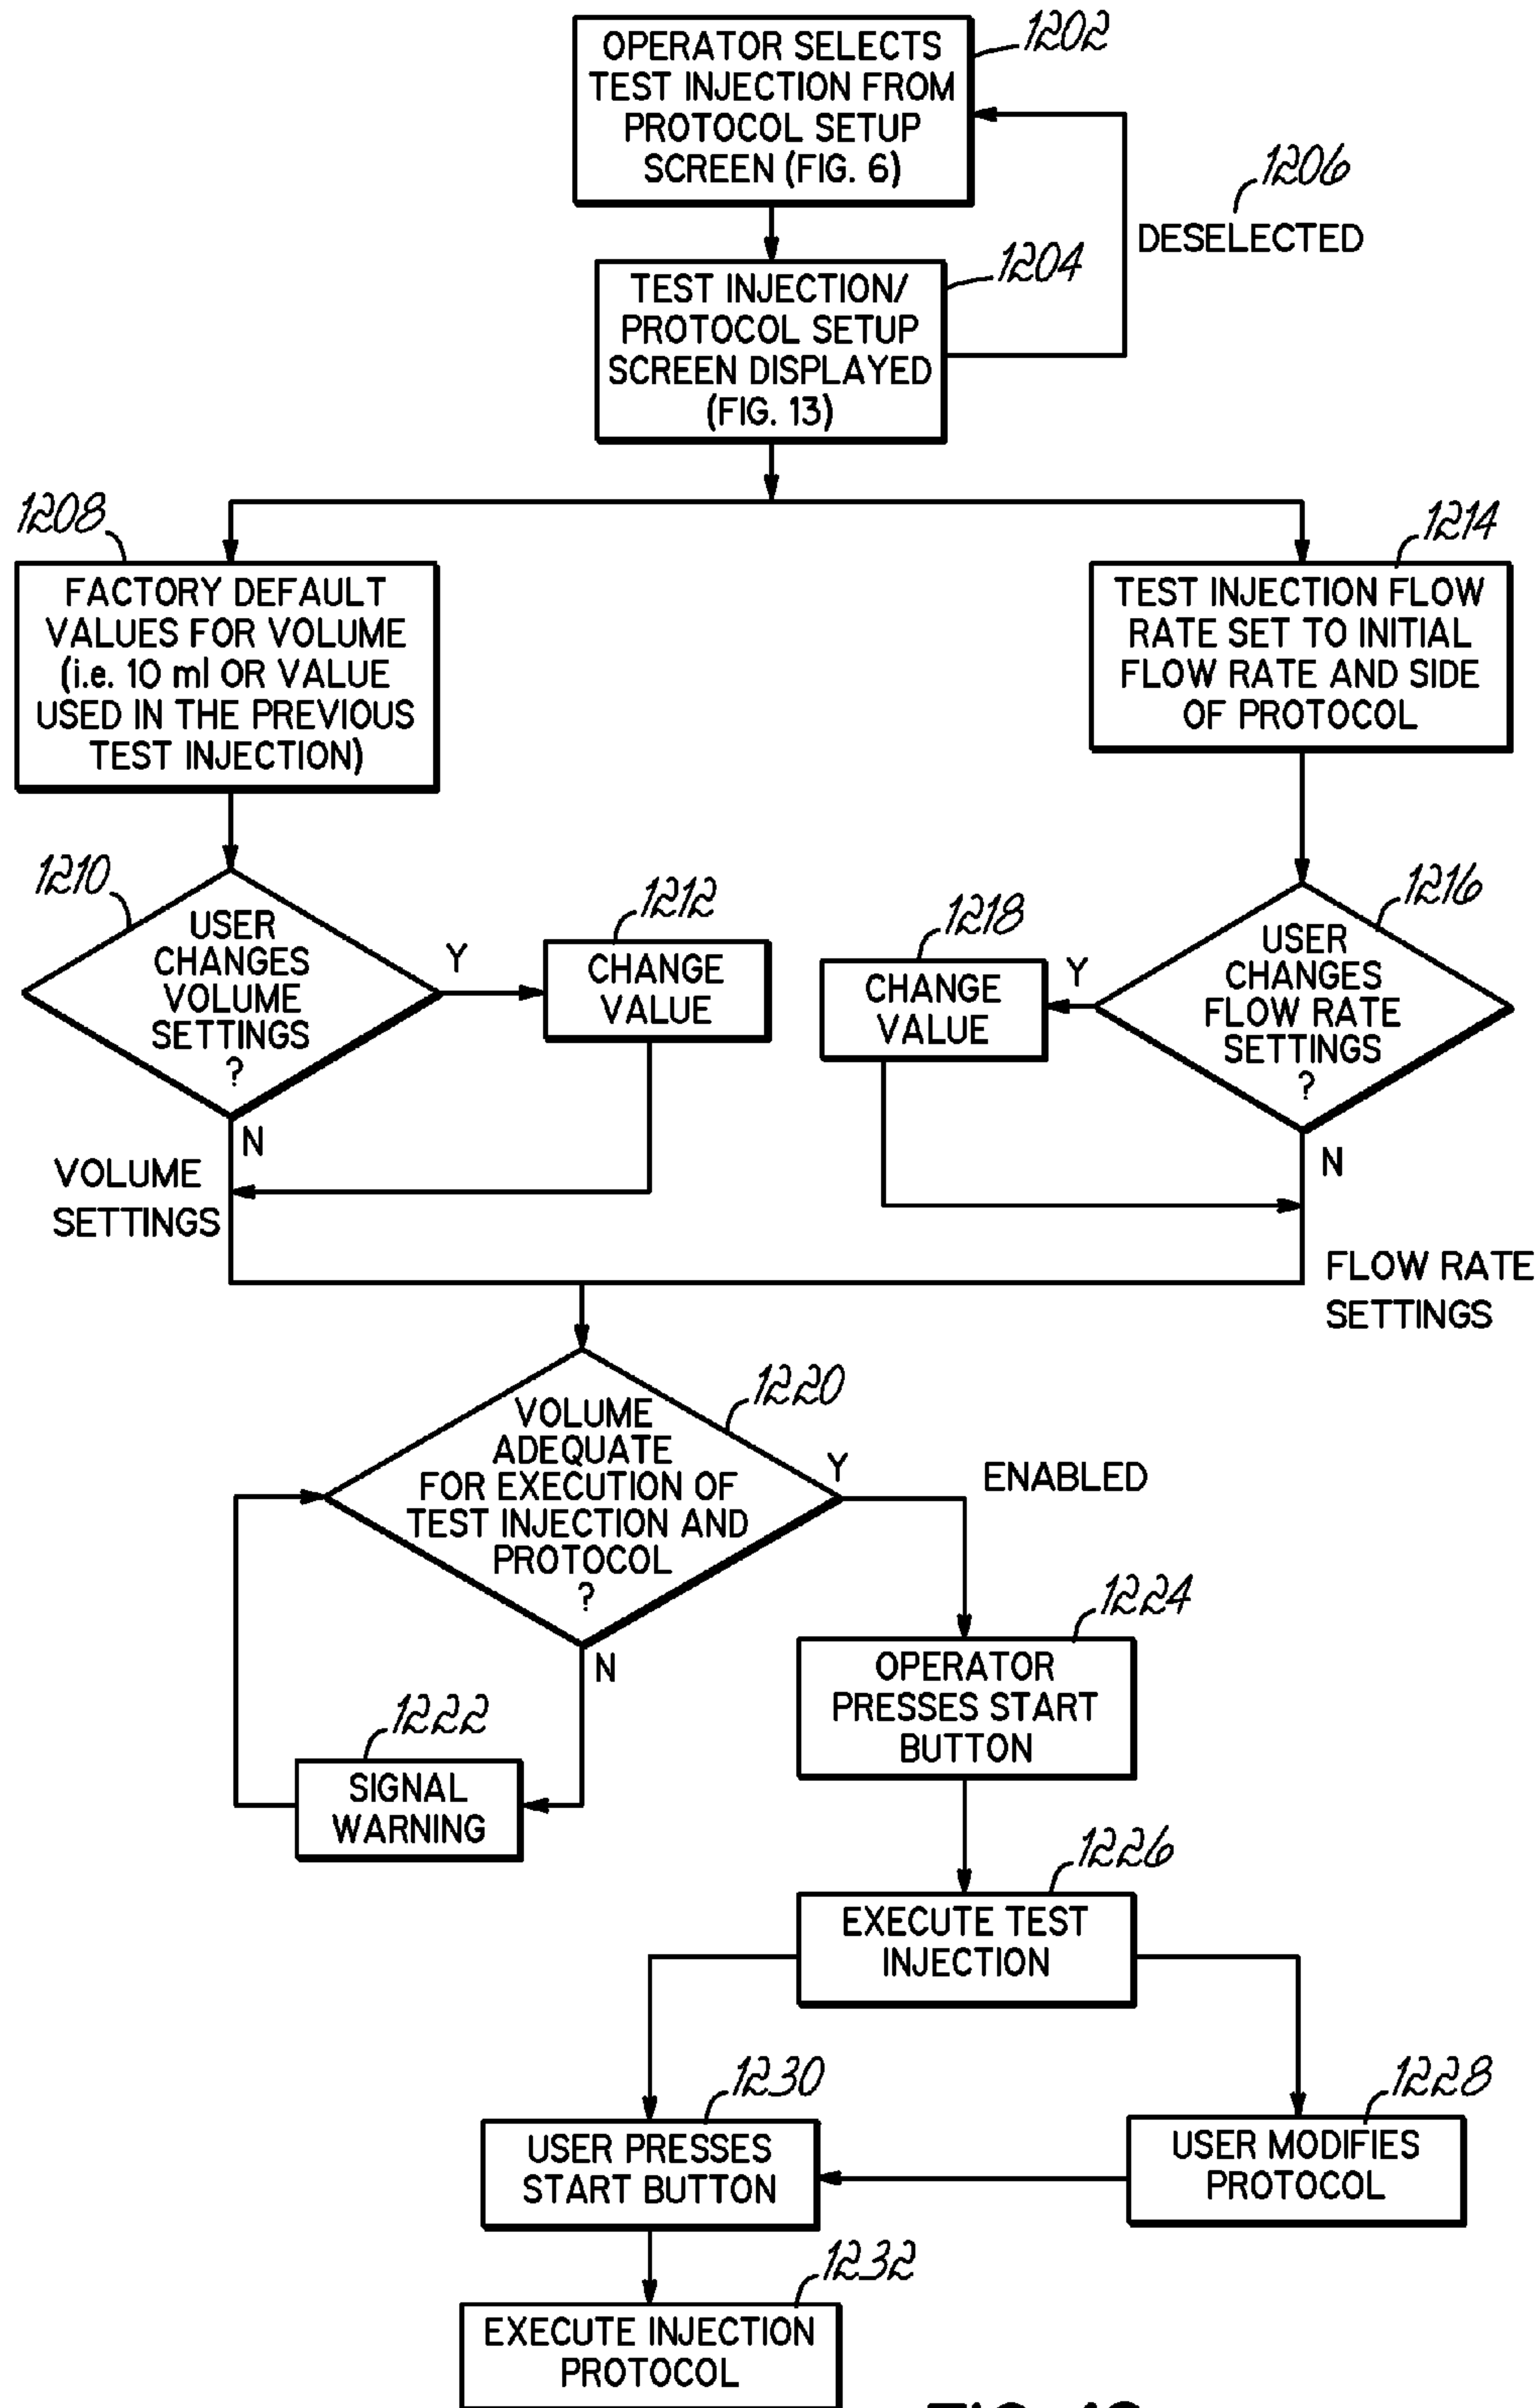 1202
OPERATOR SELECTS
TEST INJECTION FROM
PROTOCOL SETUP
SCREEN (FIG. 6)
1206
DESELECTED
1204
TEST INJECTION/
PROTOCOL SETUP
SCREEN DISPLAYED
(FIG. 13)
1208
FACTORY DEFAULT
VALUES FOR VOLUME
(i.e. 10 ml OR VALUE
USED IN THE PREVIOUS
TEST INJECTION)
1214
TEST INJECTION FLOW
RATE SET TO INITIAL
FLOW RATE AND SIDE
OF PROTOCOL
1210
USER
CHANGES
VOLUME
SETTINGS
?
Y
1212
CHANGE
VALUE
1218
CHANGE
VALUE
Y
1216
USER
CHANGES
FLOW RATE
SETTINGS
?
N
VOLUME
SETTINGS
N
FLOW RATE
SETTINGS
1220
VOLUME
ADEQUATE
FOR EXECUTION OF
TEST INJECTION AND
PROTOCOL
?
Y
ENABLED
N
1222
SIGNAL
WARNING
1224
OPERATOR
PRESSES START
BUTTON
1226
EXECUTE TEST
INJECTION
1230
USER PRESSES
START BUTTON
1228
USER MODIFIES
PROTOCOL
1232
EXECUTE INJECTION
PROTOCOL